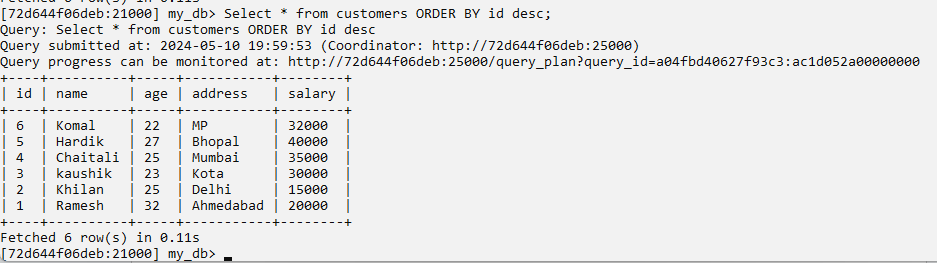 [72d644f06deb:21000] my_db> Select * from customers ORDER BY id desc;
Query: Select * from customers ORDER BY id desc
Query submitted at: 2024-05-10 19:59:53 (Coordinator: http://72d644f06deb:25000)
Query progress can be monitored at: http://72d644f06deb:25000/query_plan?query_id=a04fbd40627f93c3:ac1d052a00000000
+----+----------+-----+-----------+--------+
| id | name     | age | address   | salary |
+----+----------+-----+-----------+--------+
| 6  | Komal    | 22  | MP        | 32000  |
| 5  | Hardik   | 27  | Bhopal    | 40000  |
| 4  | Chaitali | 25  | Mumbai    | 35000  |
| 3  | kaushik  | 23  | Kota      | 30000  |
| 2  | Khilan   | 25  | Delhi     | 15000  |
| 1  | Ramesh   | 32  | Ahmedabad | 20000  |
+----+----------+-----+-----------+--------+
Fetched 6 row(s) in 0.11s
[72d644f06deb:21000] my_db>